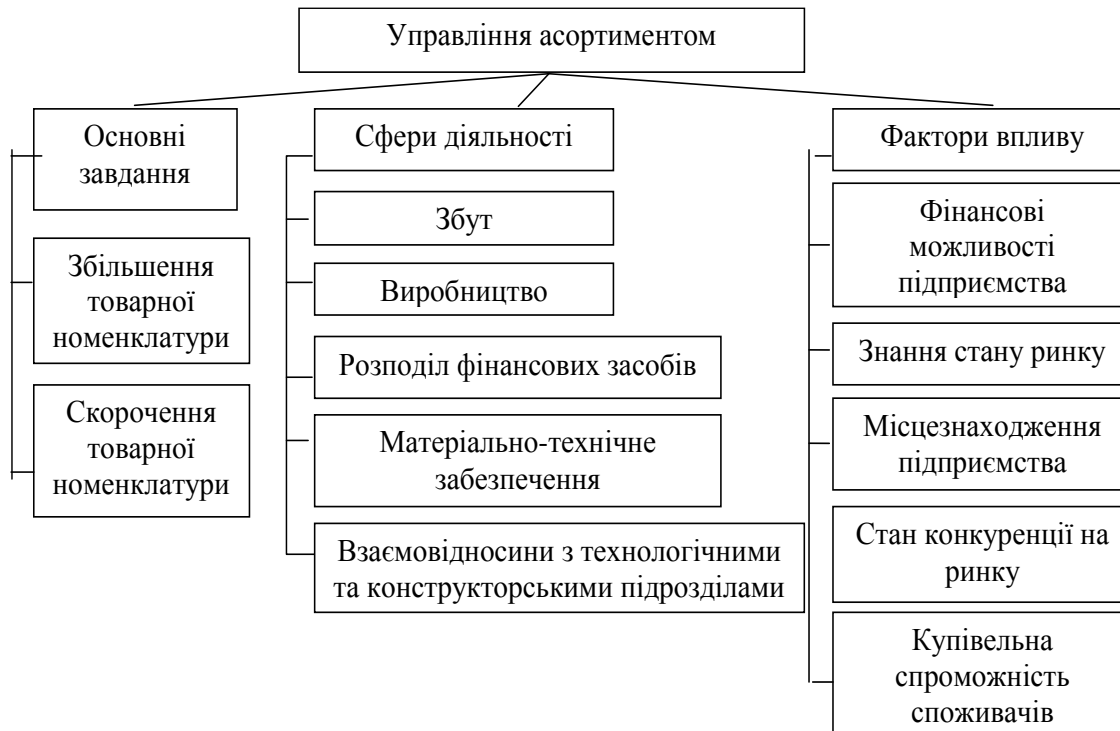 Управління асортиментом
Основні
завдання
Збільшення
товарної
номенклатури
Скорочення
товарної
номенклатури
Сфери діяльності
Збут
Виробництво
Розподіл фінансових засобів
Матеріально-технічне
забезпечення
Взаємовідносини з технологічними
та конструкторськими підрозділами
Фактори впливу
Фінансові
можливості
підприємства
Знання стану ринку
Місцезнаходження
підприємства
Стан конкуренції на
ринку
Купівельна
спроможність
споживачів